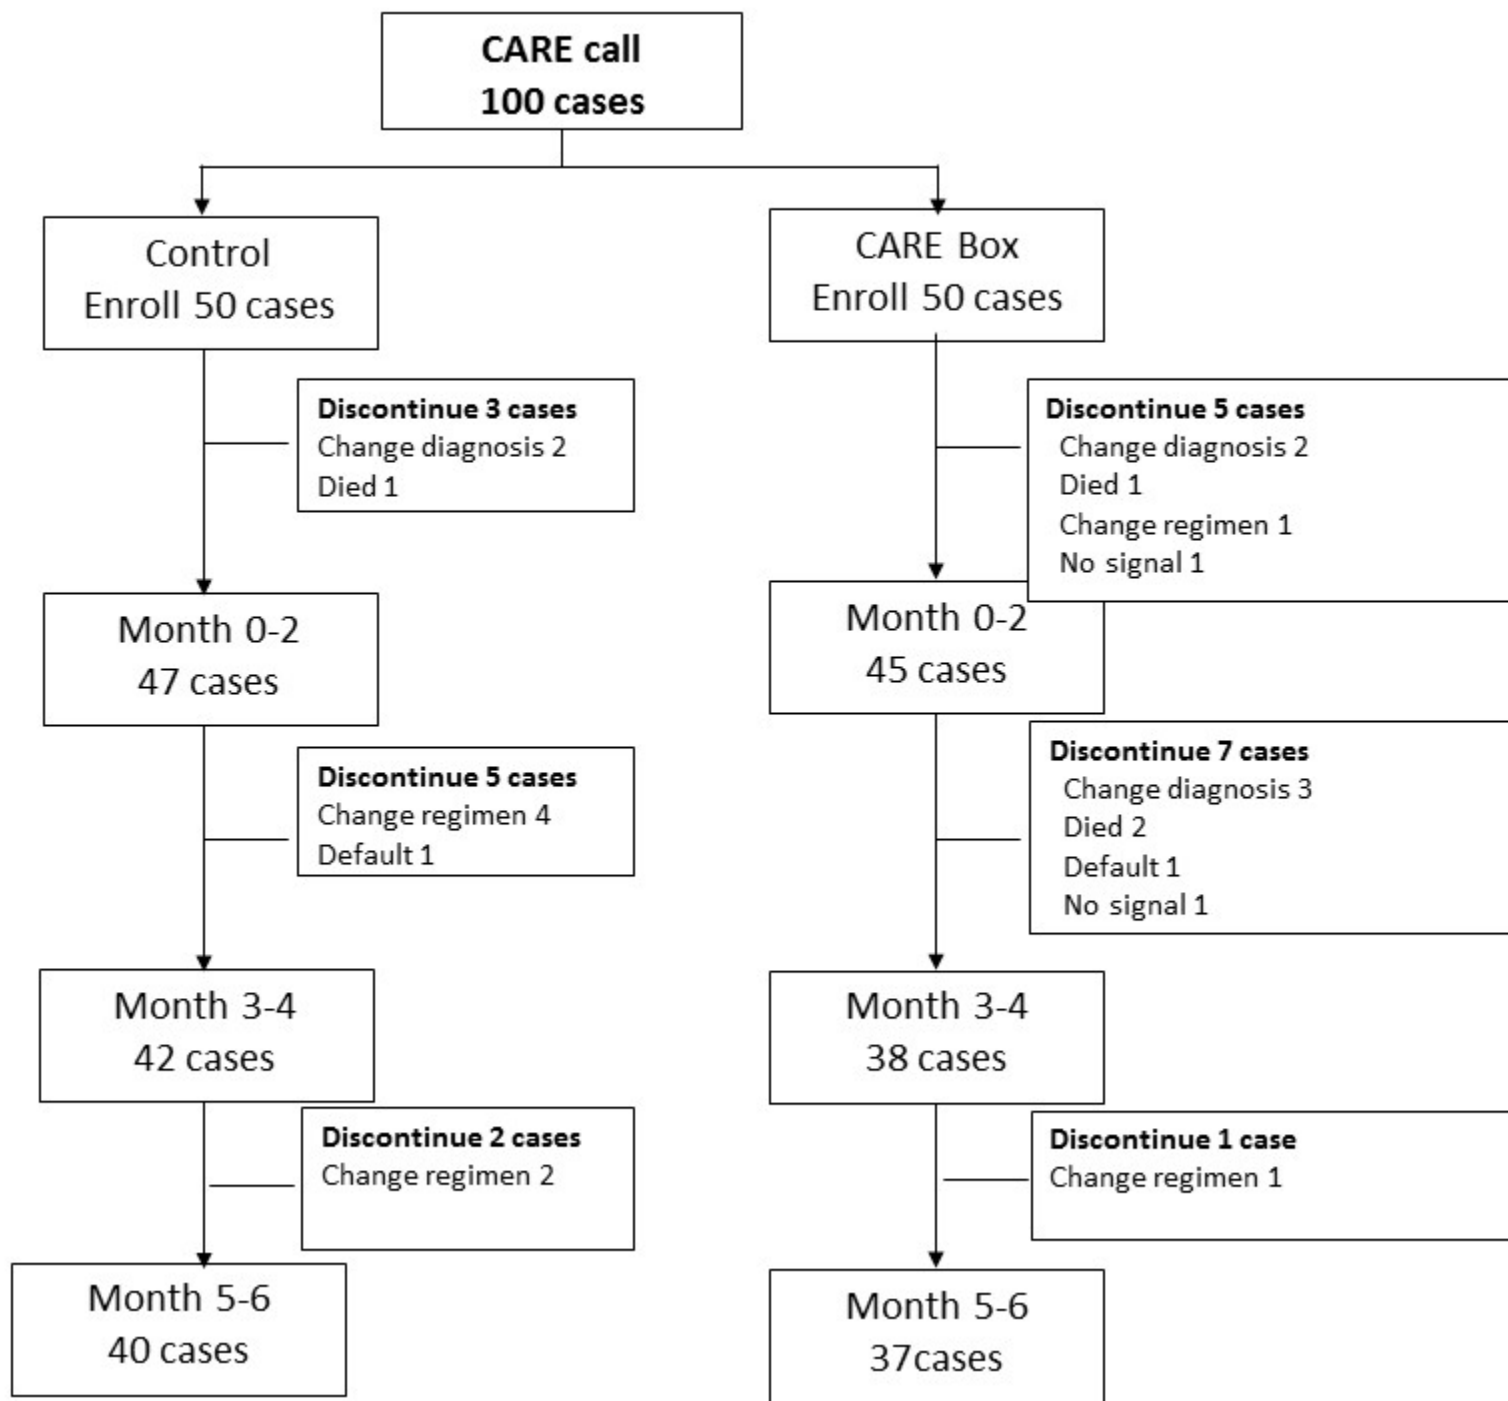 CARE call
100 cases
Control
Enroll 50 cases
CARE Box
Enroll 50 cases
Discontinue 3 cases
Change diagnosis 2
Died 1
Discontinue 5 cases
Change diagnosis 2
Died 1
Change regimen 1
No signal 1
Month 0-2
47 cases
Month 0-2
45 cases
Discontinue 5 cases
Change regimen 4
Default 1
Discontinue 7 cases
Change diagnosis 3
Died 2
Default 1
No signal 1
Month 3-4
42 cases
Month 3-4
38 cases
Discontinue 2 cases
Change regimen 2
Discontinue 1 case
Change regimen 1
Month 5-6
40 cases
Month 5-6
37cases